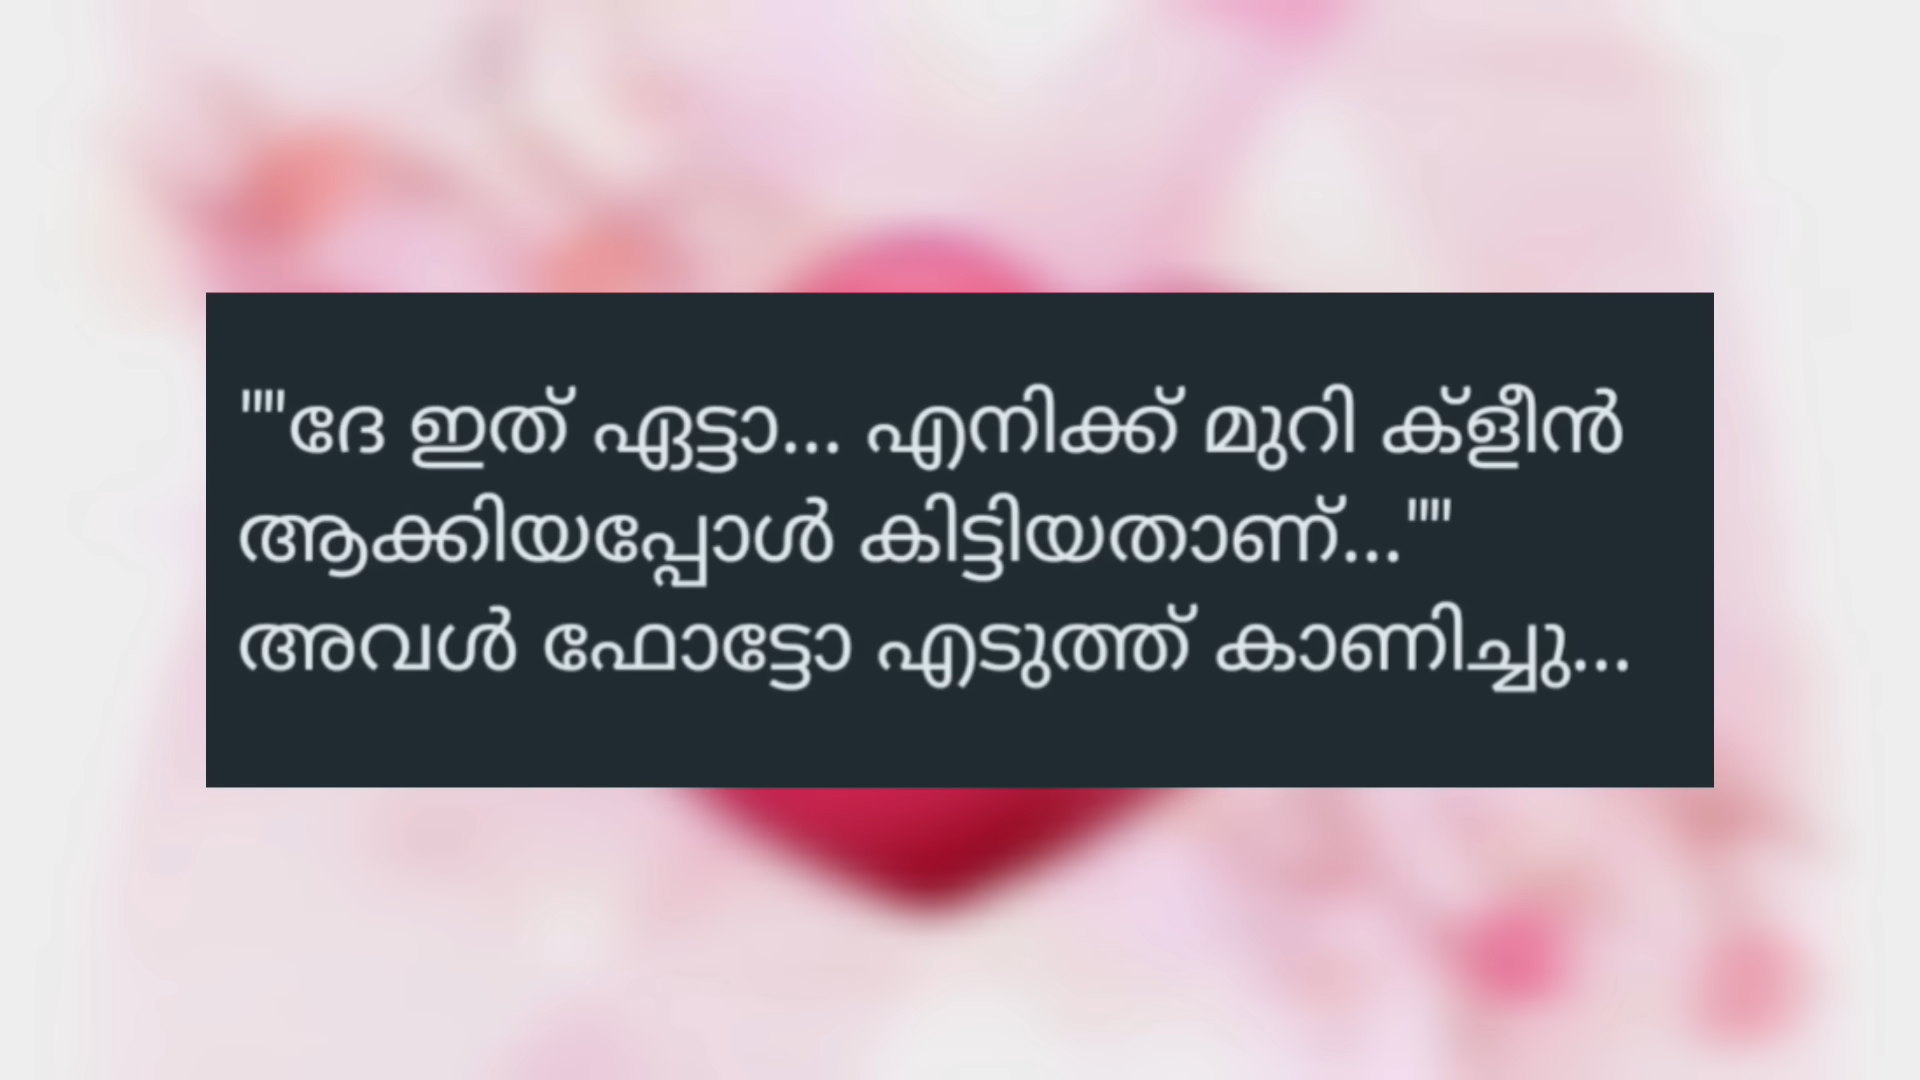 ""ദേ ഇത് ഏട്ടാ... എനിക്ക് മുറി ക്ളീൻ
ആക്കിയപ്പോൾ കിട്ടിയതാണ്...""
അവൾ ഫോട്ടോ എടുത്ത് കാണിച്ചു...